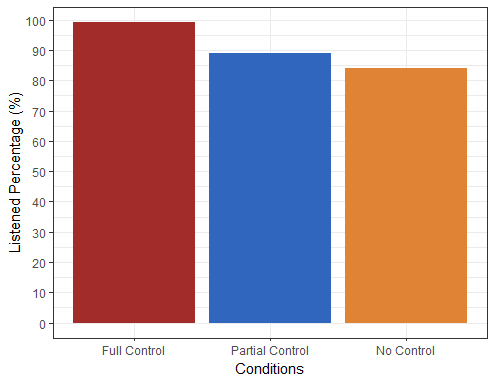 Listened Percentage (%)
100
90
80
70
60
50
40
30
20
10
0
Full Control
Partial Control
No Control
Conditions